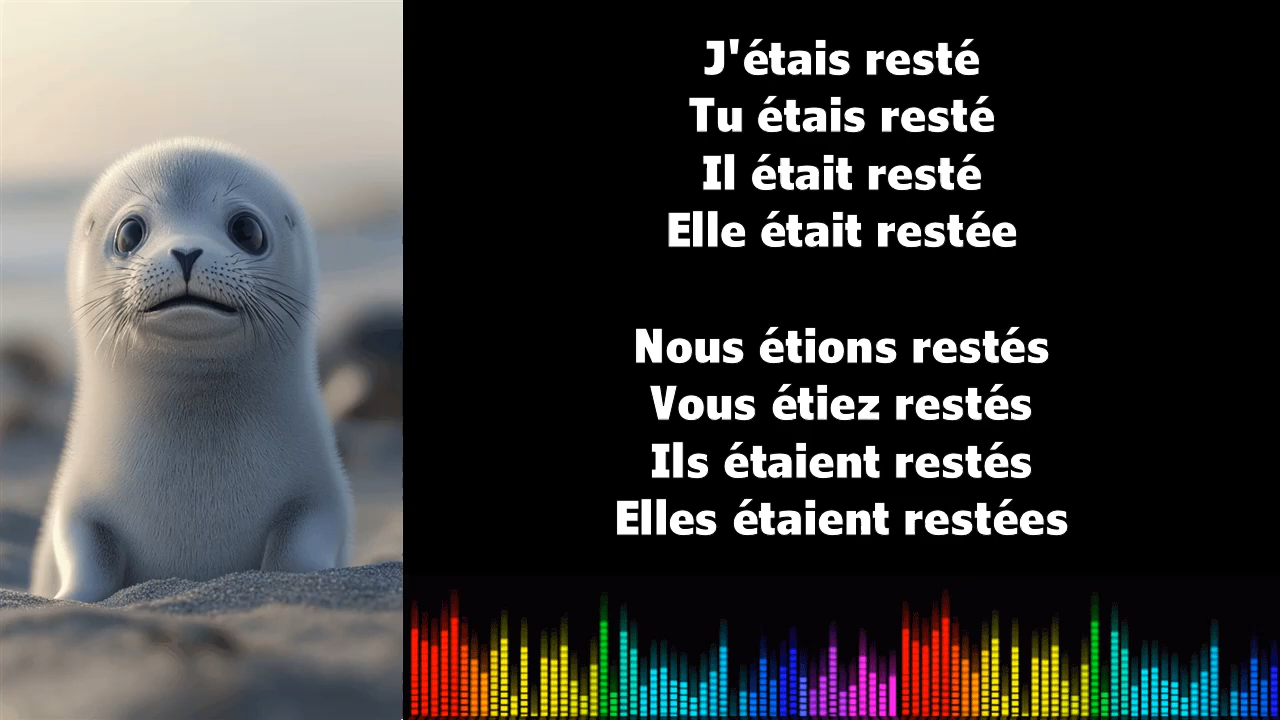 J'étais resté
Tu étais resté
Il était resté
Elle était restée
Nous étions restés
Vous étiez restés
Ils étaient restés
Elles étaient restées